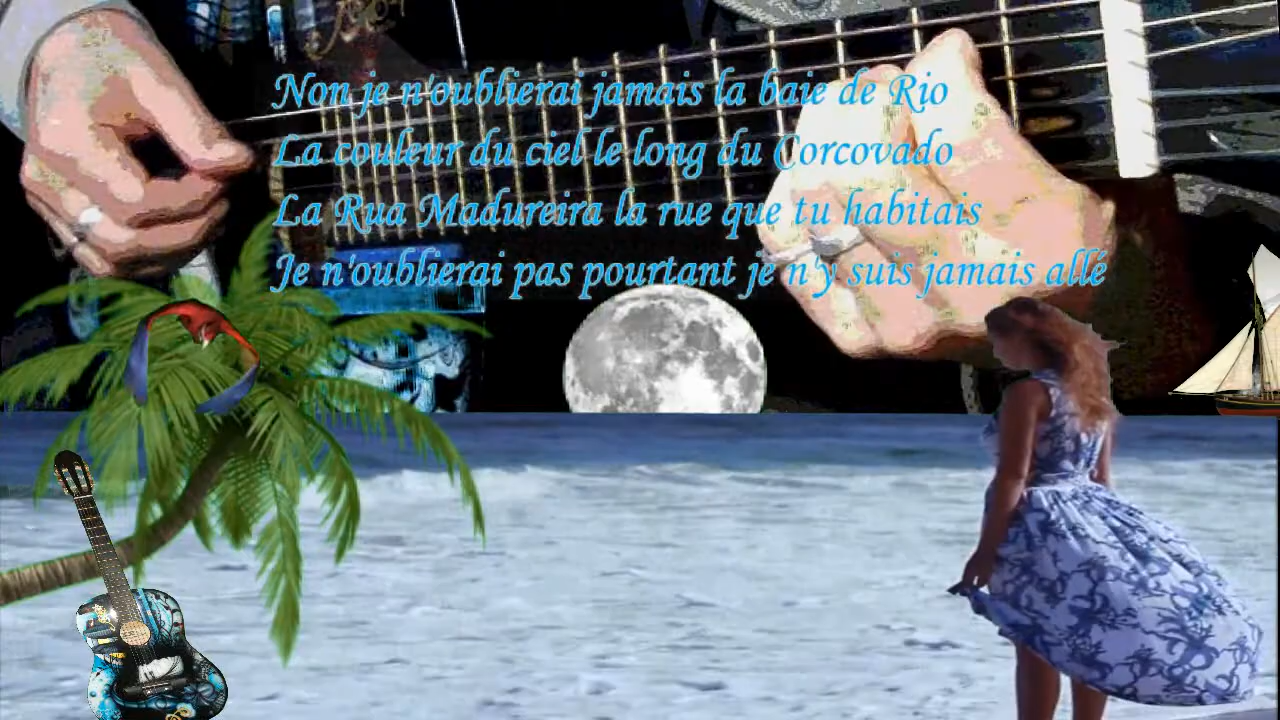 Non je n'oublierai jamais la baie de Rio
La couleur du ciel le long du Corcovado
La Rua Madureira la rue que tu habitais
Je n'oublierai pas pourtant je n'y suis jamais allé